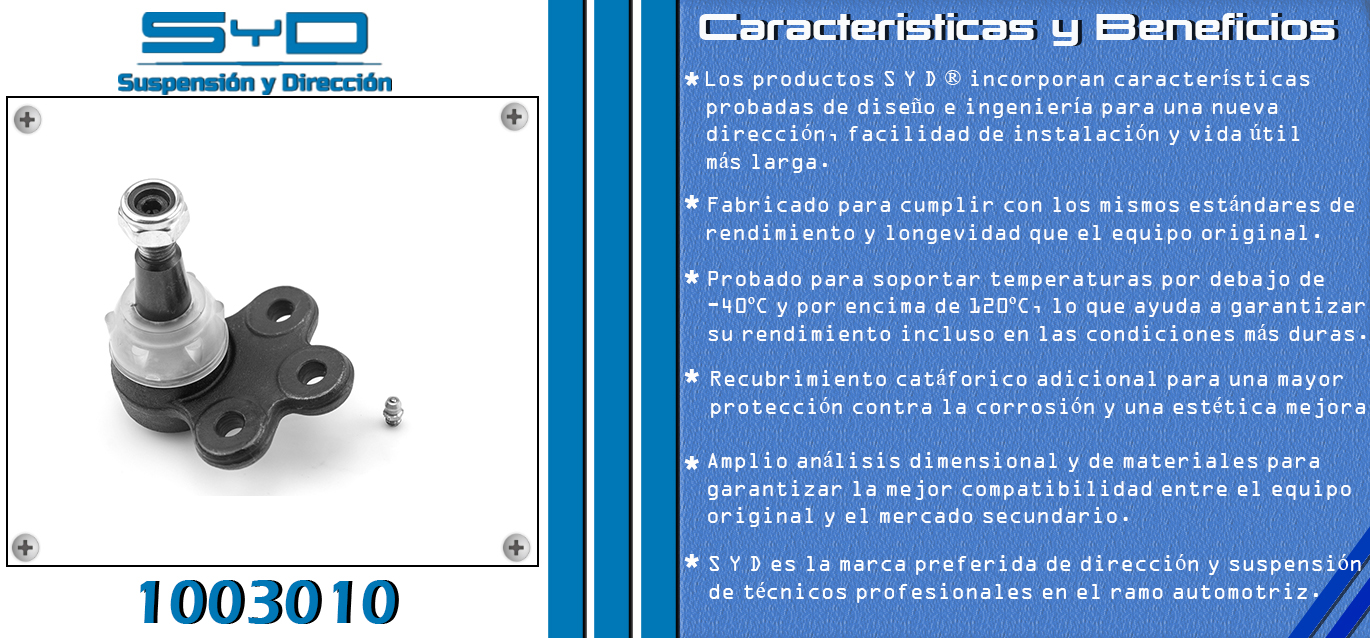 SYD
Suspensión y Dirección
1003010
Caracteristicas y Beneficios
* Los productos S Y D ® incorporan características
probadas de diseño e ingeniería para una nueva
dirección, facilidad de instalación y vida útil
más larga.
* Fabricado para cumplir con los mismos estándares de
rendimiento y longevidad que el equipo original.
* Probado para soportar temperaturas por debajo de
-40°C y por encima de 120°C, lo que ayuda a garantizar
su rendimiento incluso en las condiciones más duras.
* Recubrimiento catáforico adicional para una mayor
protección contra la corrosión y una estética mejora
* Amplio análisis dimensional y de materiales para
garantizar la mejor compatibilidad entre el equipo
original y el mercado secundario.
* S Y D es la marca preferida de dirección y suspensión
de técnicos profesionales en el ramo automotriz.